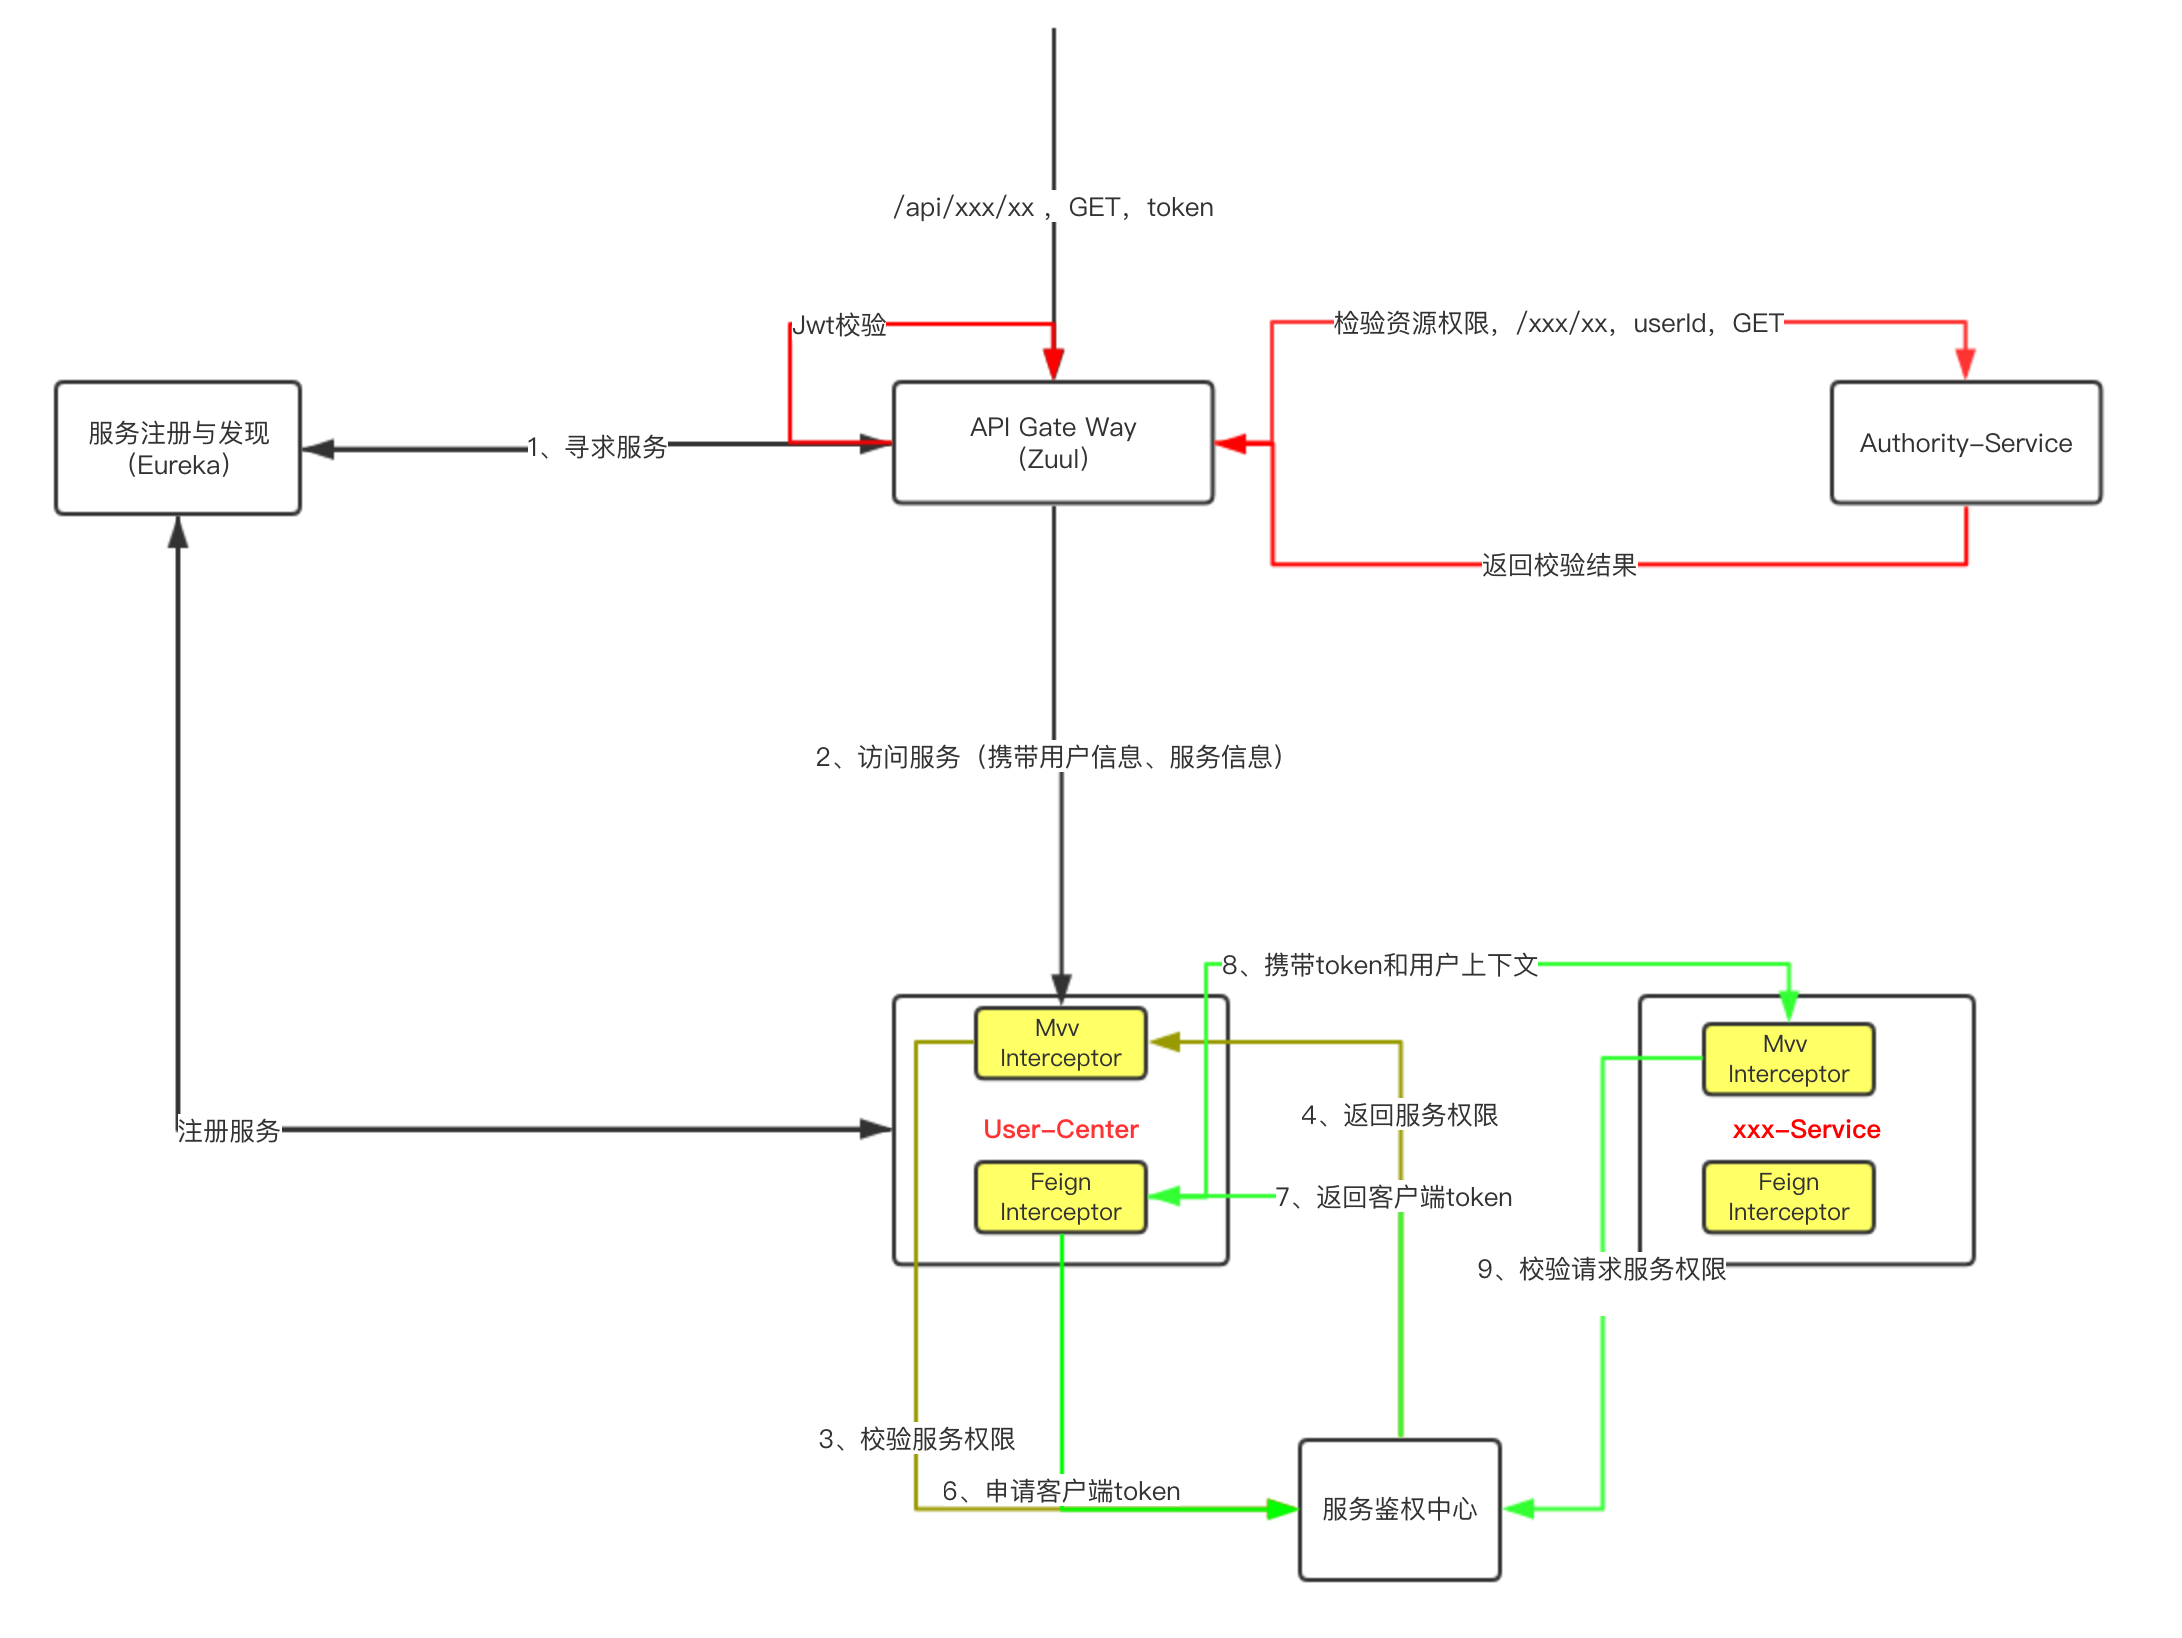 /api/xxx/xx ，GET，token
Jwt校验
检验资源权限，/xxx/xx，userId，GET
服务注册与发现
（Eureka）
1、寻求服务
API Gate Way
（Zuul）
Authority-Service
返回校验结果
2、访问服务（携带用户信息、服务信息）
8、携带token和用户上下文
Mvv
Interceptor
Mvv
Interceptor
注册服务
User-Center
4、返回服务权限
xxx-Service
Feign
Interceptor
7、返回客户端token
Feign
Interceptor
9、校验请求服务权限
3、校验服务权限
6、申请客户端token
服务鉴权中心